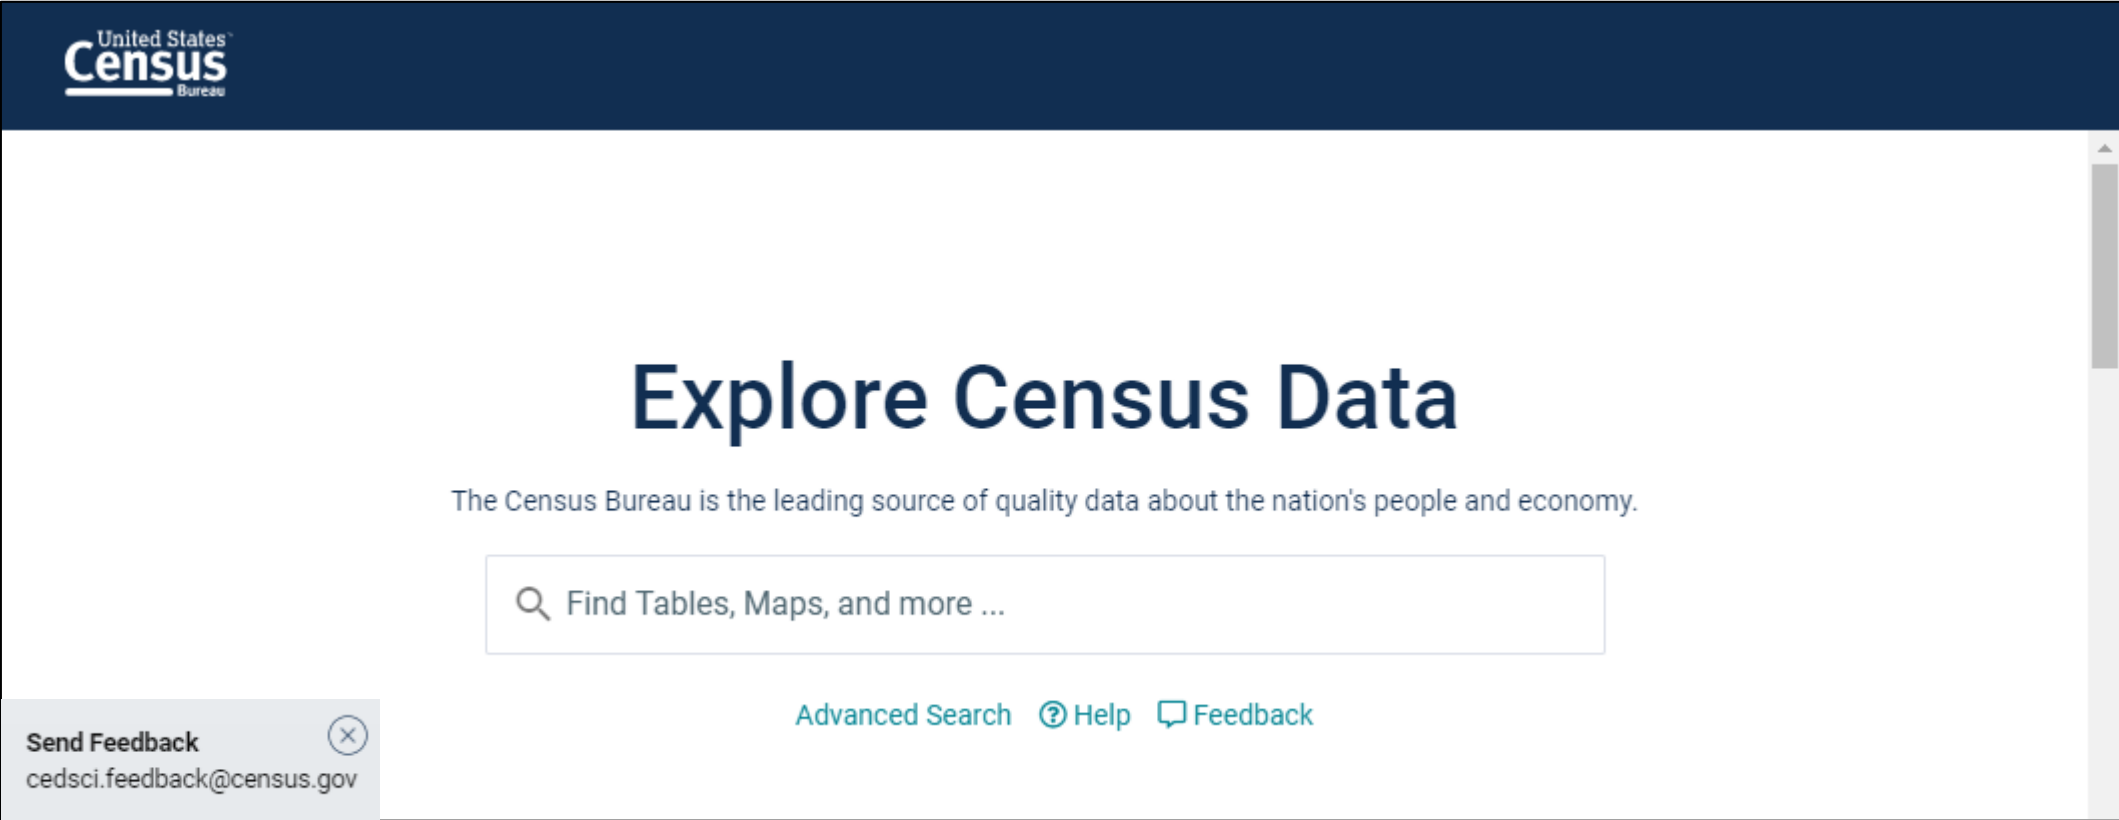 United States™
Census
Bureau
Explore Census Data
The Census Bureau is the leading source of quality data about the nation's people and economy.
Find Tables, Maps, and more ...
Advanced Search Help Feedback
Send Feedback
cedsci.feedback@census.gov